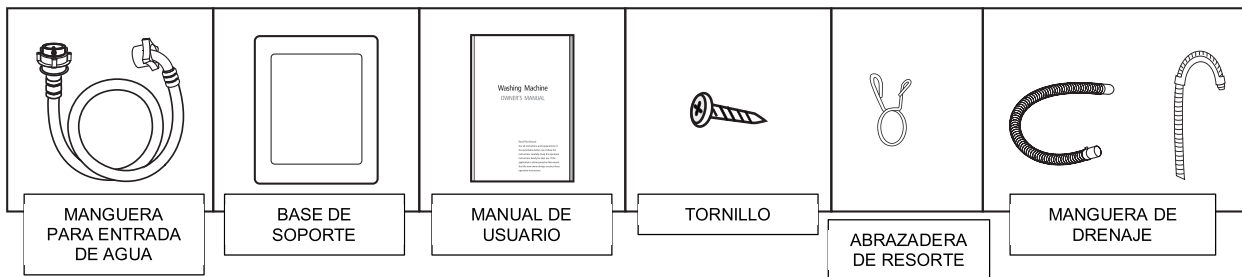 Washing Machine
OWNER'S MANUAL
MANGUERA
PARA ENTRADA
DE AGUA
BASE DE
SOPORTE
MANUAL DE
USUARIO
TORNILLO
ABRAZADERA
DE RESORTE
MANGUERA DE
DRENAJE